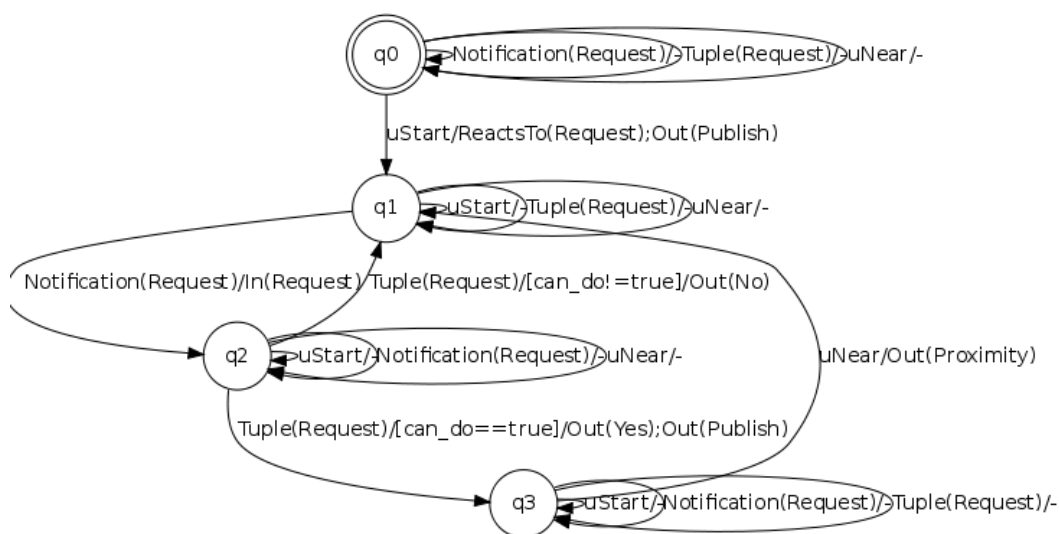 q0 Notification(Request)/- Tuple(Request)/- uNear/-
uStart/ReactsTo(Request);Out(Publish)
q1 uStart/- Tuple(Request)/- uNear/-
Notification(Request)/In(Request) Tuple(Request)/[can_do!=true]/Out(No)
q2 uStart/- Notification(Request)/- uNear/- uNear/Out(Proximity)
Tuple(Request)/[can_do==true]/Out(Yes);Out(Publish)
q3 uStart/- Notification(Request)/- Tuple(Request)/-